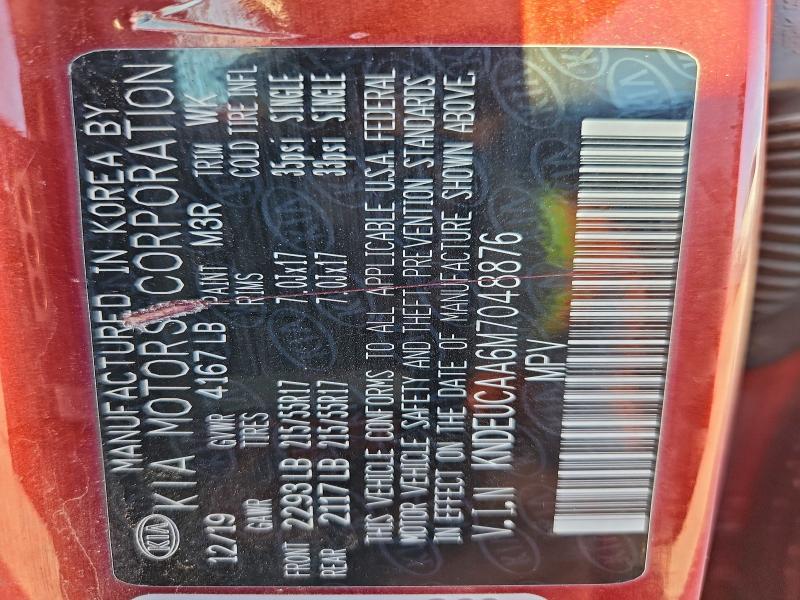 MANUFACTURED IN KOREA BY
KIA KIA MOTORS CORPORATION
12/19 GVWR 4167 LB PAINT M3R TRIM WK
GAWR TIRES RIMS COLD TIRE INFL
FRONT 2293 LB 215/55R17 7.0Jx17 35psi SINGLE
REAR 2117 LB 215/55R17 7.0Jx17 33psi SINGLE
THIS VEHICLE CONFORMS TO ALL APPLICABLE U.S.A. FEDERAL
MOTOR VEHICLE SAFETY AND THEFT PREVENTION STANDARDS
IN EFFECT ON THE DATE OF MANUFACTURE SHOWN ABOVE.
V.I.N KNDEUCAA6M7048876
MPV